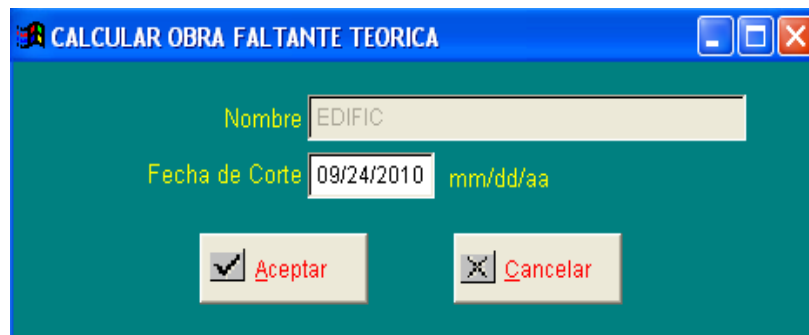 CALCULAR OBRA FALTANTE TEORICA
Nombre EDIFIC
Fecha de Corte 09/24/2010 mm/dd/aa
Aceptar Cancelar